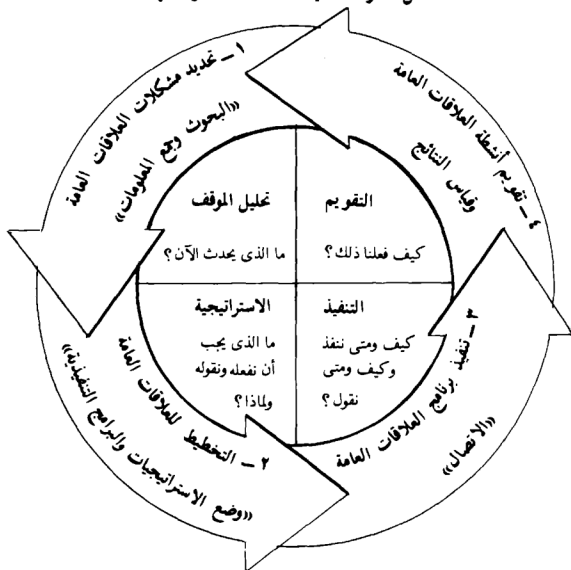 ١ – تحديد مشكلات العلاقات العامة
«البحوث وجمع المعلومات»
تحليل الموقف
ما الذى يحدث الآن؟
٢ – التخطيط للعلاقات العامة
«وضع الاستراتيجيات والبرامج التنفيذية»
الاستراتيجية
ما الذى يجب
أن نفعله ونقوله
ولماذا؟
٣ – تنفيذ برنامج العلاقات العامة
«الاتصال»
التنفيذ
كيف ومتى ننفذ
وكيف ومتى
نقول؟
٤ – تقويم أنشطة العلاقات العامة
وقياس النتائج
التقويم
كيف فعلنا ذلك؟